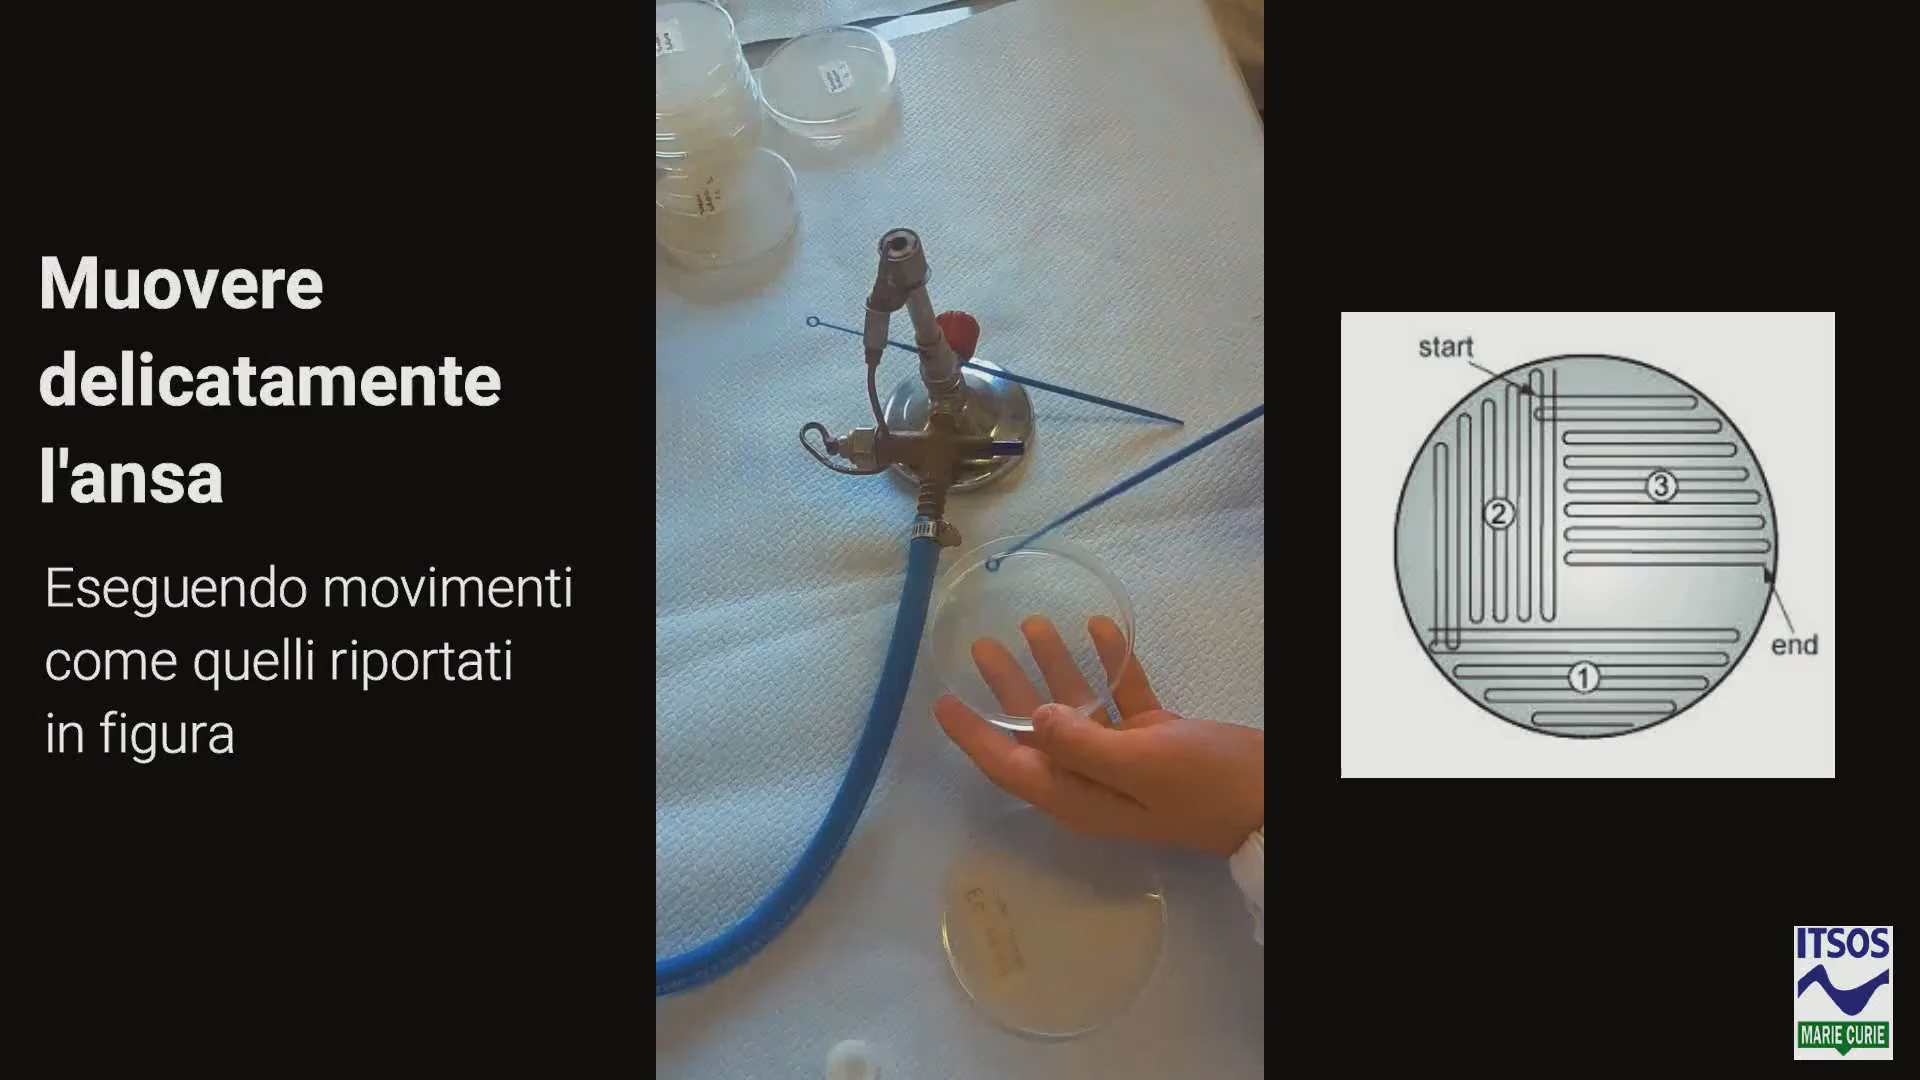 Muovere
delicatamente
l'ansa
Eseguendo movimenti
come quelli riportati
in figura
start
2
3
1
end
ITSOS
MARIE CURIE